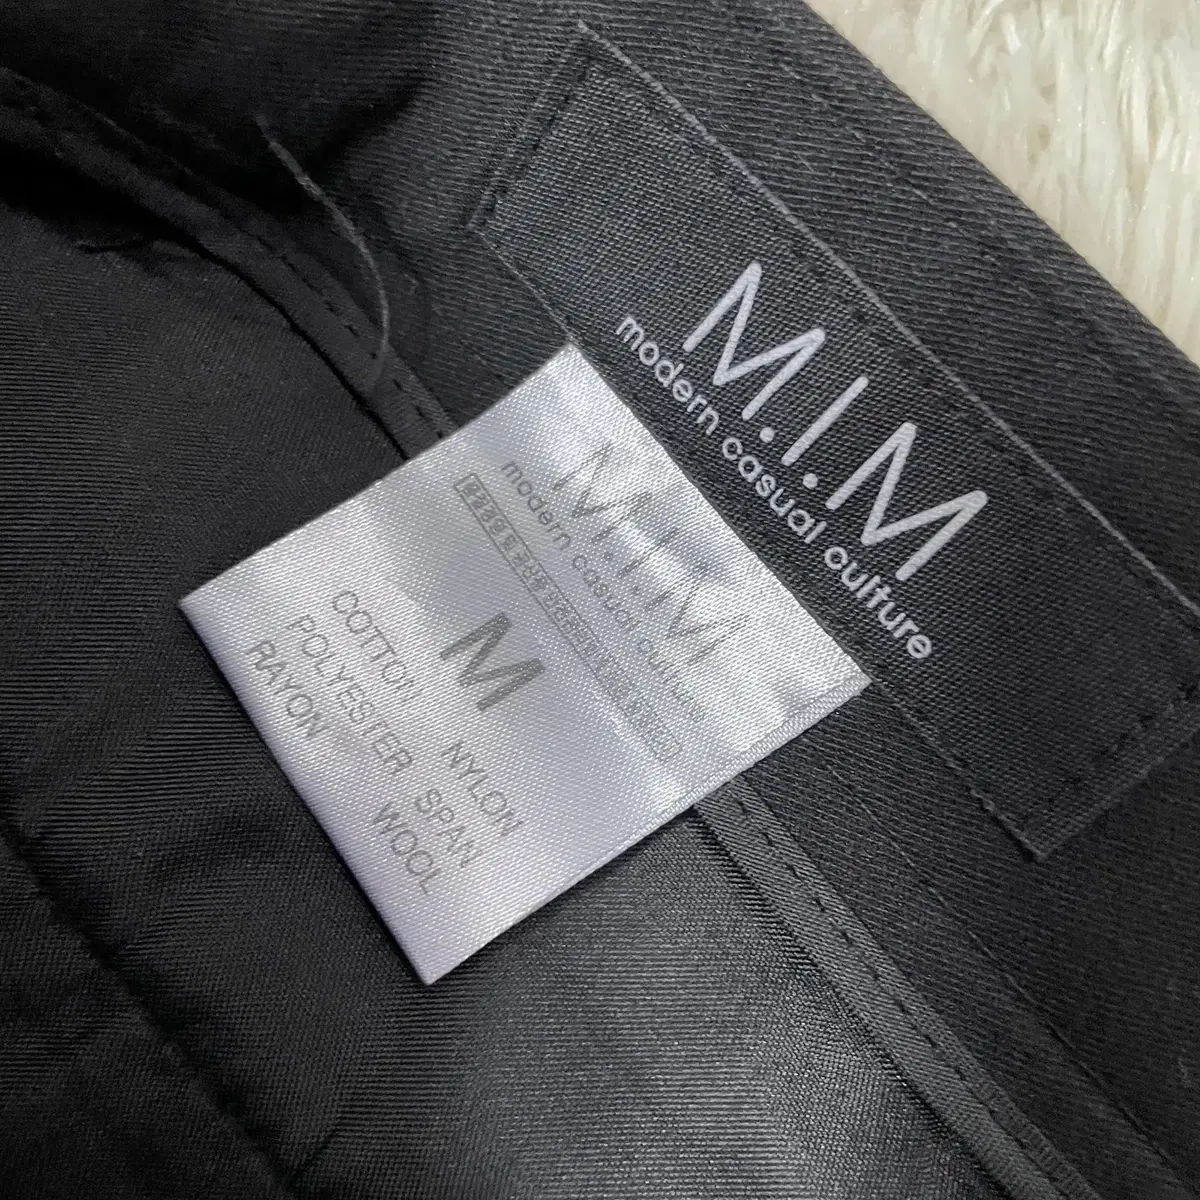 M.I.M
modern casual culture
M.I.M
modern casual culture
M
COTTON NYLON
POLYESTER SPAN
RAYON WOOL